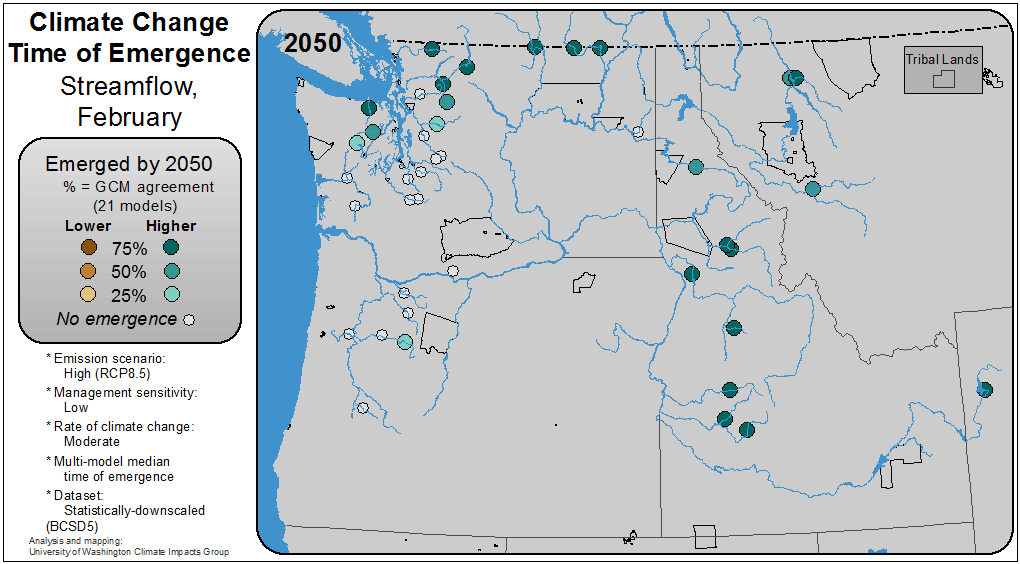 Climate Change
Time of Emergence
Streamflow,
February
Emerged by 2050
% = GCM agreement
(21 models)
Lower Higher
75%
50%
25%
No emergence
* Emission scenario:
High (RCP8.5)
* Management sensitivity:
Low
* Rate of climate change:
Moderate
* Multi-model median
time of emergence
* Dataset:
Statistically-downscaled
(BCSD5)
Analysis and mapping:
University of Washington Climate Impacts Group
2050
Tribal Lands